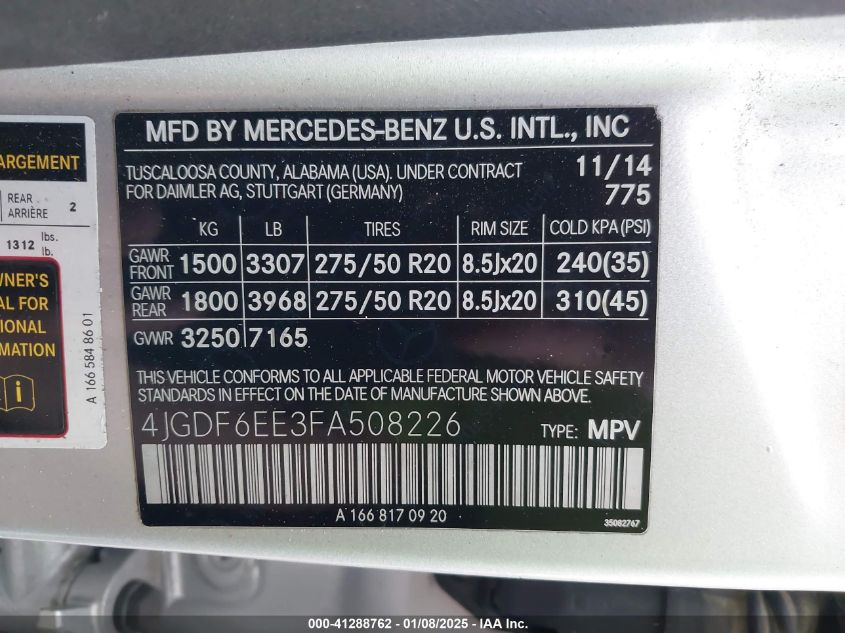 ARGEMENT
REAR
ARRIÈRE 2
1312 lbs.
lb.
WNER'S
AL FOR
TIONAL
RMATION
A 166 584 86 01
MFD BY MERCEDES-BENZ U.S. INTL., INC
TUSCALOOSA COUNTY, ALABAMA (USA). UNDER CONTRACT 11/14
FOR DAIMLER AG, STUTTGART (GERMANY) 775
KG LB TIRES RIM SIZE COLD KPA(PSI)
GAWR FRONT 1500 3307 275/50 R20 8.5Jx20 240(35)
GAWR REAR 1800 3968 275/50 R20 8.5Jx20 310(45)
GVWR 3250 7165
THIS VEHICLE CONFORMS TO ALL APPLICABLE FEDERAL MOTOR VEHICLE SAFETY
STANDARDS IN EFFECT ON THE DATE OF MANUFACTURE SHOWN ABOVE.
4JGDF6EE3FA508226 TYPE: MPV
A 166 817 09 20
35082767
000-41288762 - 01/08/2025 - IAA Inc.